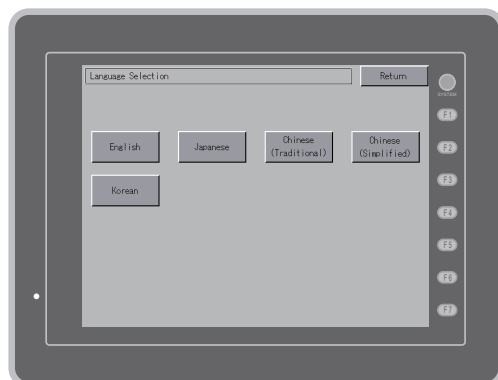 Language Selection
Return
SYSTEM
F1
English
Japanese
Chinese
(Traditional)
Chinese
(Simplified)
F2
Korean
F3
F4
F5
F6
F7